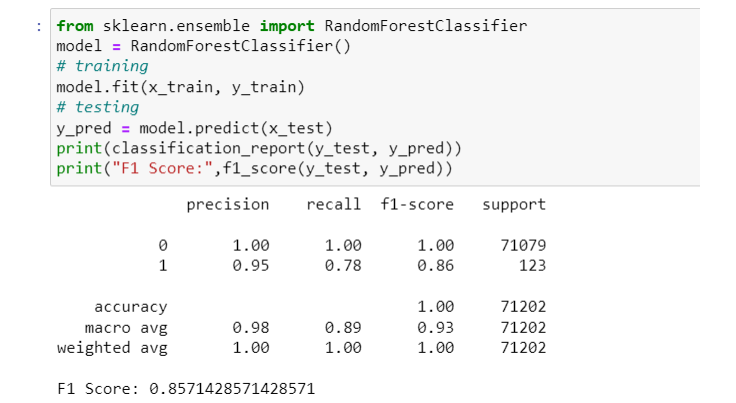 : from sklearn.ensemble import RandomForestClassifier
model = RandomForestClassifier()
# training
model.fit(x_train, y_train)
# testing
y_pred = model.predict(x_test)
print(classification_report(y_test, y_pred))
print("F1 Score:",f1_score(y_test, y_pred))
precision recall f1-score support
0 1.00 1.00 1.00 71079
1 0.95 0.78 0.86 123
accuracy 1.00 71202
macro avg 0.98 0.89 0.93 71202
weighted avg 1.00 1.00 1.00 71202
F1 Score: 0.8571428571428571